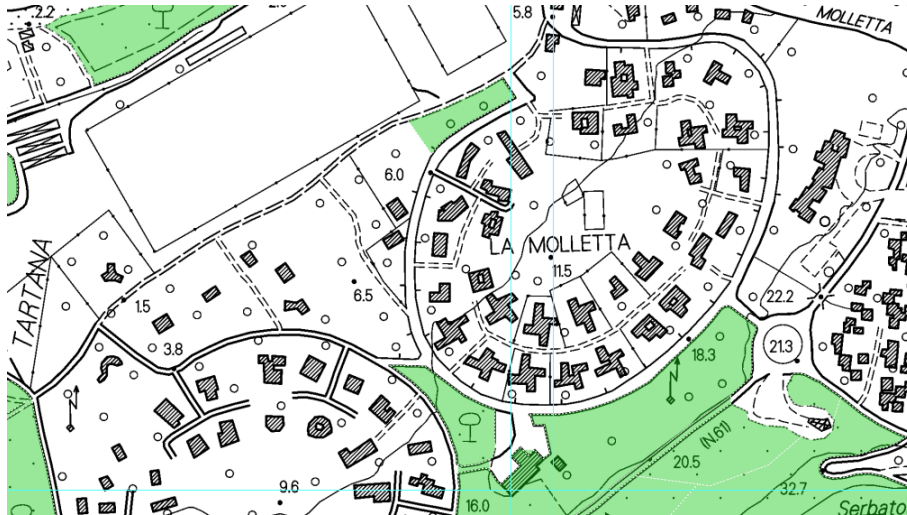 2.2
5.8
MOLLETTA
6.0
LA MOLLETTA
11.5
TARTANA
1.5
6.5
22.2
3.8
21.3
18.3
(N.61)
20.5
9.6
16.0
32.7
Serbato